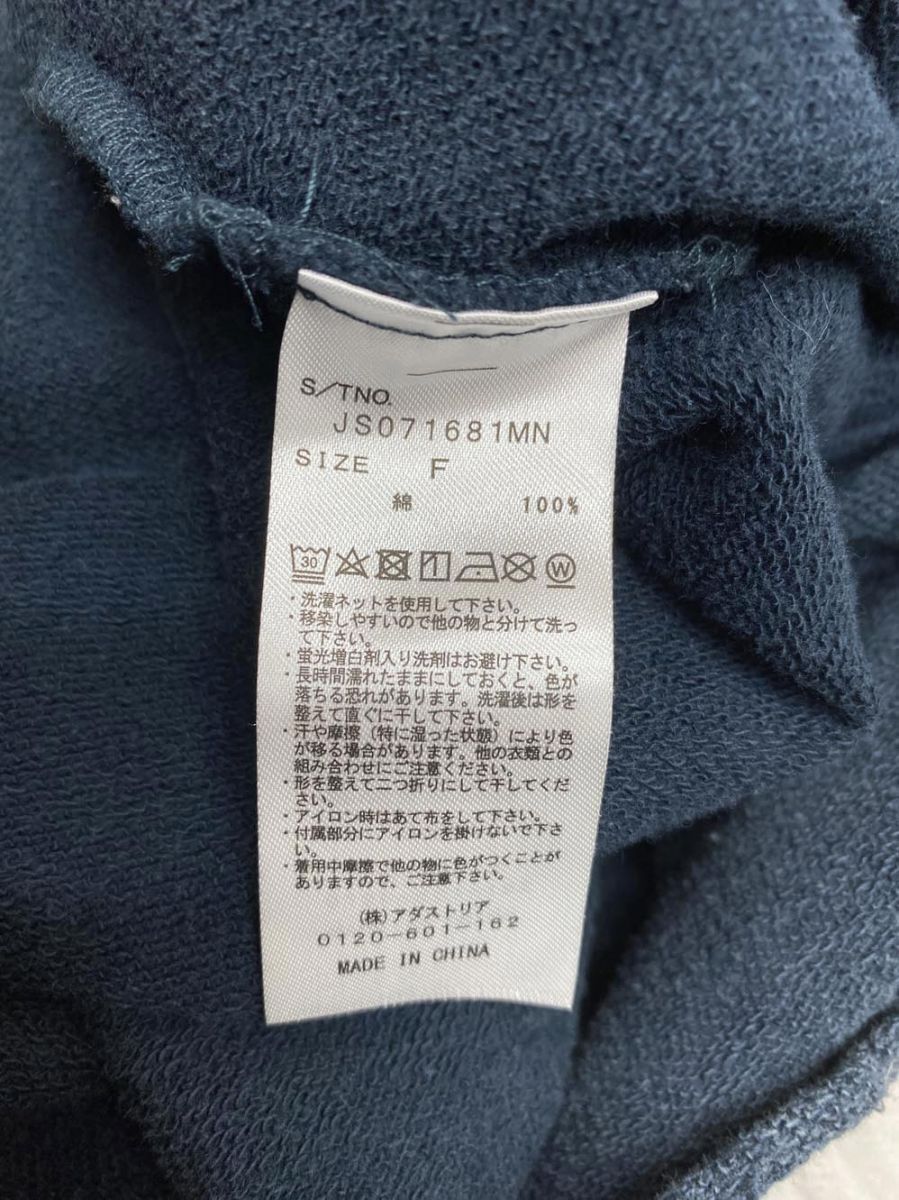 S/TNO.
JS071681MN
SIZE F
綿 100%
30 W
・洗濯ネットを使用して下さい。
・移染しやすいので他の物と分けて洗っ
て下さい。
・蛍光増白剤入り洗剤はお避け下さい。
・長時間濡れたままにしておくと、色が
落ちる恐れがあります。洗濯後は形を
整えて直ぐに干して下さい。
・汗や摩擦（特に湿った状態）により色
が移る場合があります。他の衣類との
組み合わせにご注意ください。
・形を整えて二つ折りにして干してくだ
さい。
・アイロン時はあて布をして下さい。
・付属部分にアイロンを掛けないで下さ
い。
・着用中摩擦で他の物に色がつくことが
ありますので、ご注意下さい。
(株)アダストリア
0120-601-162
MADE IN CHINA